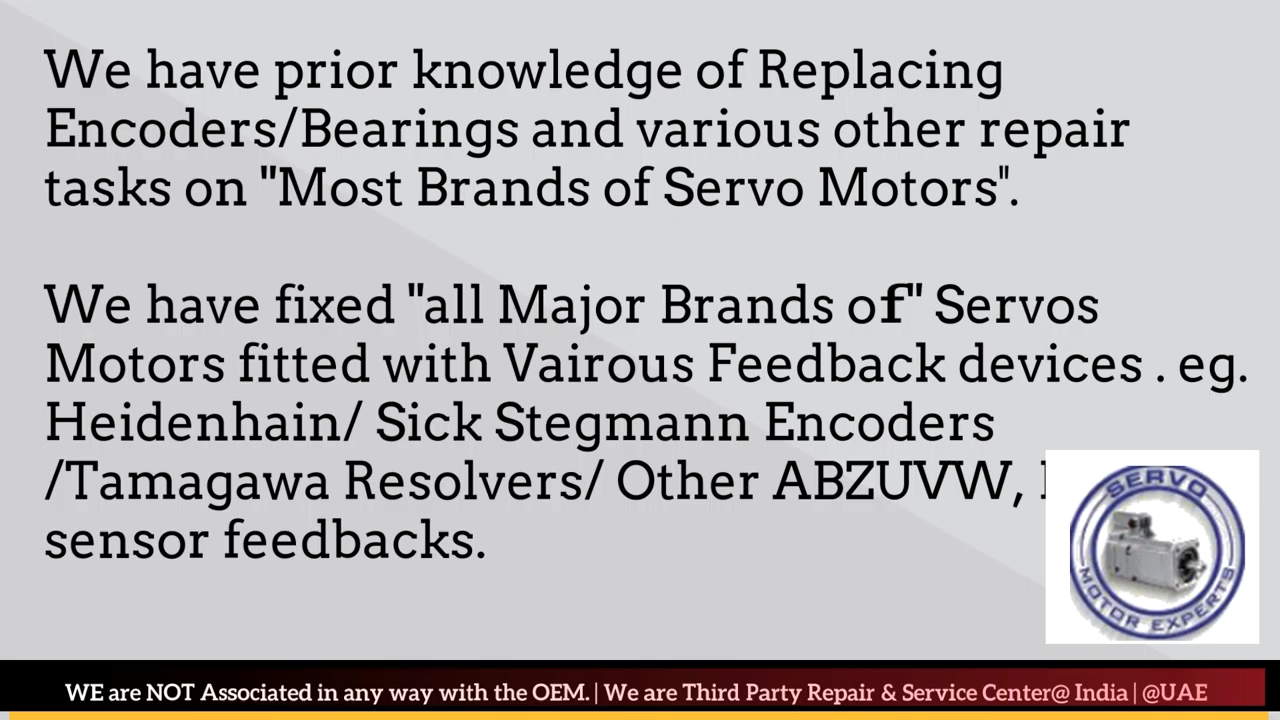 We have prior knowledge of Replacing
Encoders/Bearings and various other repair
tasks on "Most Brands of Servo Motors".
We have fixed "all Major Brands of" Servos
Motors fitted with Vairous Feedback devices . eg.
Heidenhain/ Sick Stegmann Encoders
/Tamagawa Resolvers/ Other ABZUVW,
sensor feedbacks.
SERVO
MOTOR EXPERTS
WE are NOT Associated in any way with the OEM. | We are Third Party Repair & Service Center@ India | @UAE